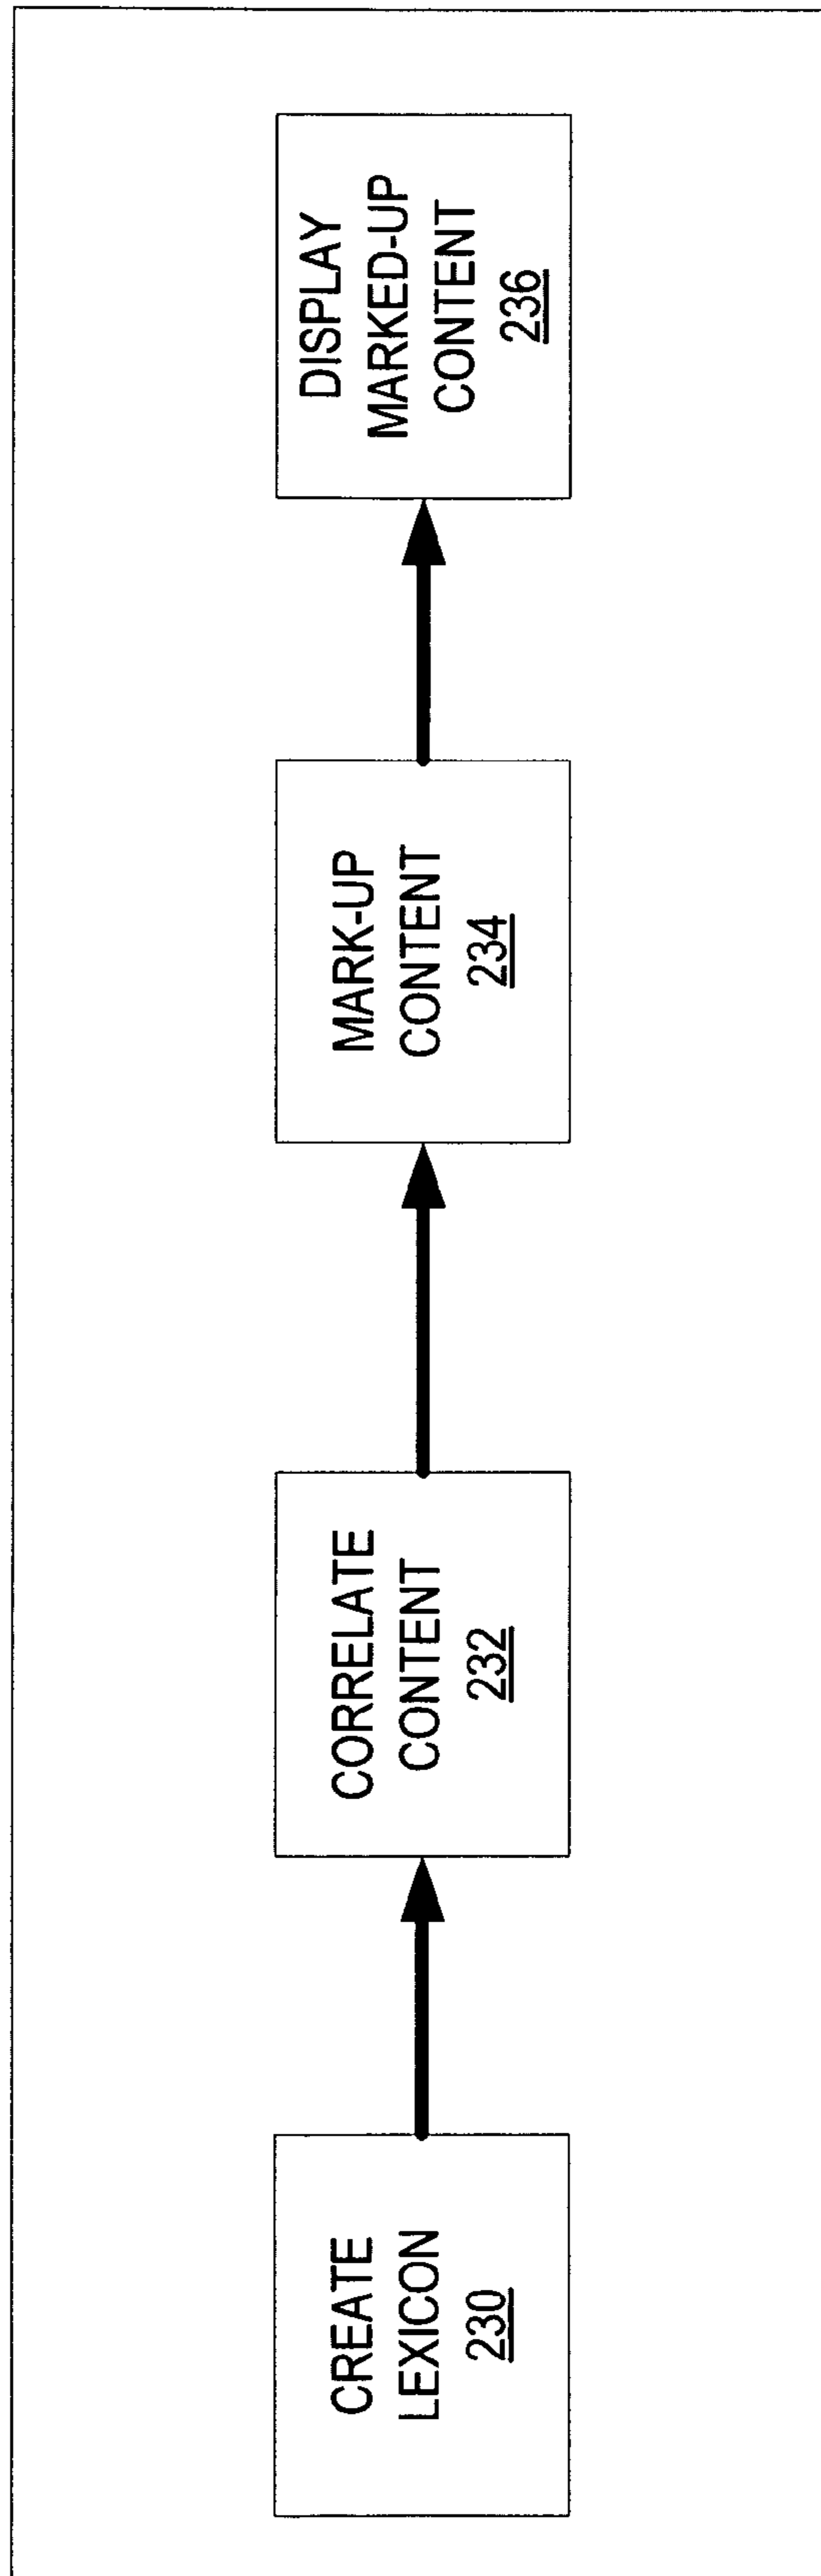 CREATE
LEXICON
230
CORRELATE
CONTENT
232
MARK-UP
CONTENT
234
DISPLAY
MARKED-UP
CONTENT
236